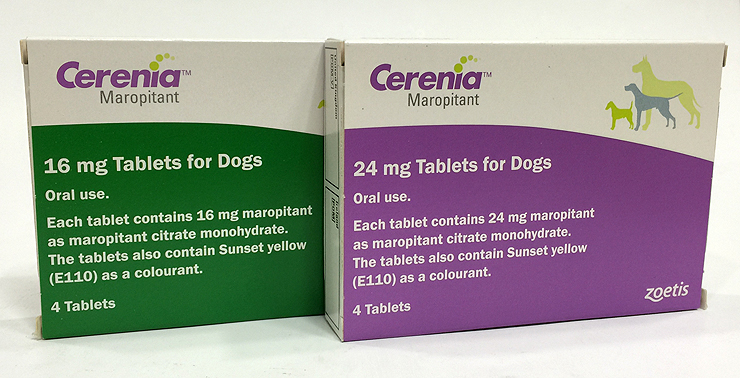 Cerenia™
Maropitant
16 mg Tablets for Dogs
Oral use.
Each tablet contains 16 mg maropitant
as maropitant citrate monohydrate.
The tablets also contain Sunset yellow
(E110) as a colourant.
4 Tablets
Cerenia™
Maropitant
24 mg Tablets for Dogs
Oral use.
Each tablet contains 24 mg maropitant
as maropitant citrate monohydrate.
The tablets also contain Sunset yellow
(E110) as a colourant.
4 Tablets
zoetis